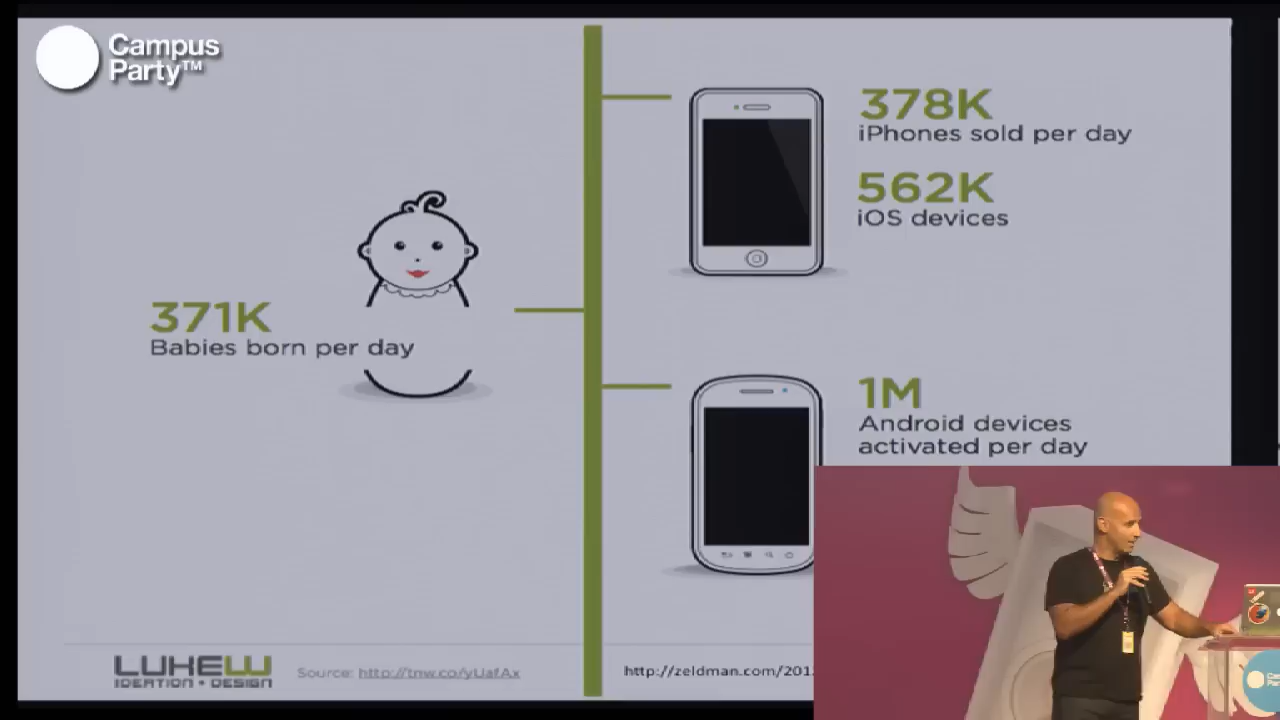 Campus
Party™
378K
iPhones sold per day
562K
iOS devices
371K
Babies born per day
1M
Android devices
activated per day
LUKEW
IDEATION + DESIGN
Source: http://tnw.co/yUafAx
http://zeldman.com/201